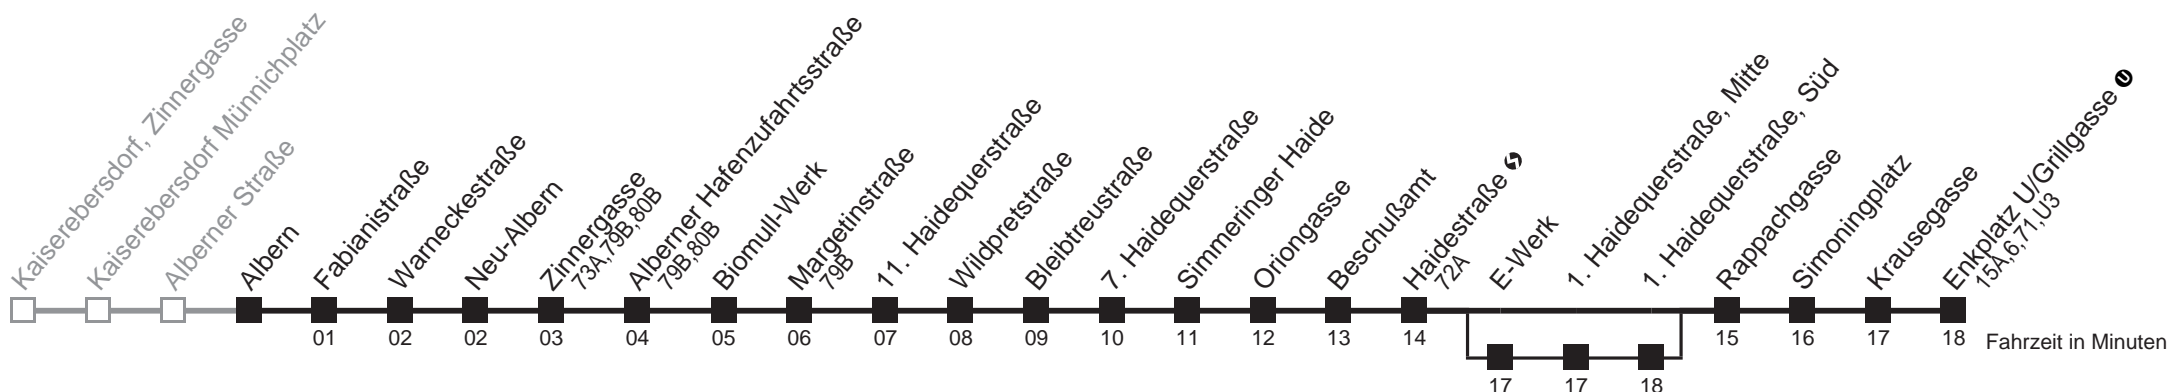 Kaiserebersdorf, Zinnergasse
Kaiserebersdorf Münnichplatz
Alberner Straße
Albern
Fabianistraße
Warneckestraße
Neu-Albern
Zinnergasse
73A,79B,80B
Alberner Hafenzufahrtsstraße
79B,80B
Biomull-Werk
Margetinstraße
79B
11. Haidequerstraße
Wildpretstraße
Bleibtreustraße
7. Haidequerstraße
Simmeringer Haide
Oriongasse
Beschußamt
Haidestraße S
72A
E-Werk
1. Haidequerstraße, Mitte
1. Haidequerstraße, Süd
Rappachgasse
Simoningplatz
Krausegasse
Enkplatz U/Grillgasse U
15A,6,71,U3
01 02 02 03 04 05 06 07 08 09 10 11 12 13 14 15 16 17 18 Fahrzeit in Minuten
17 17 18